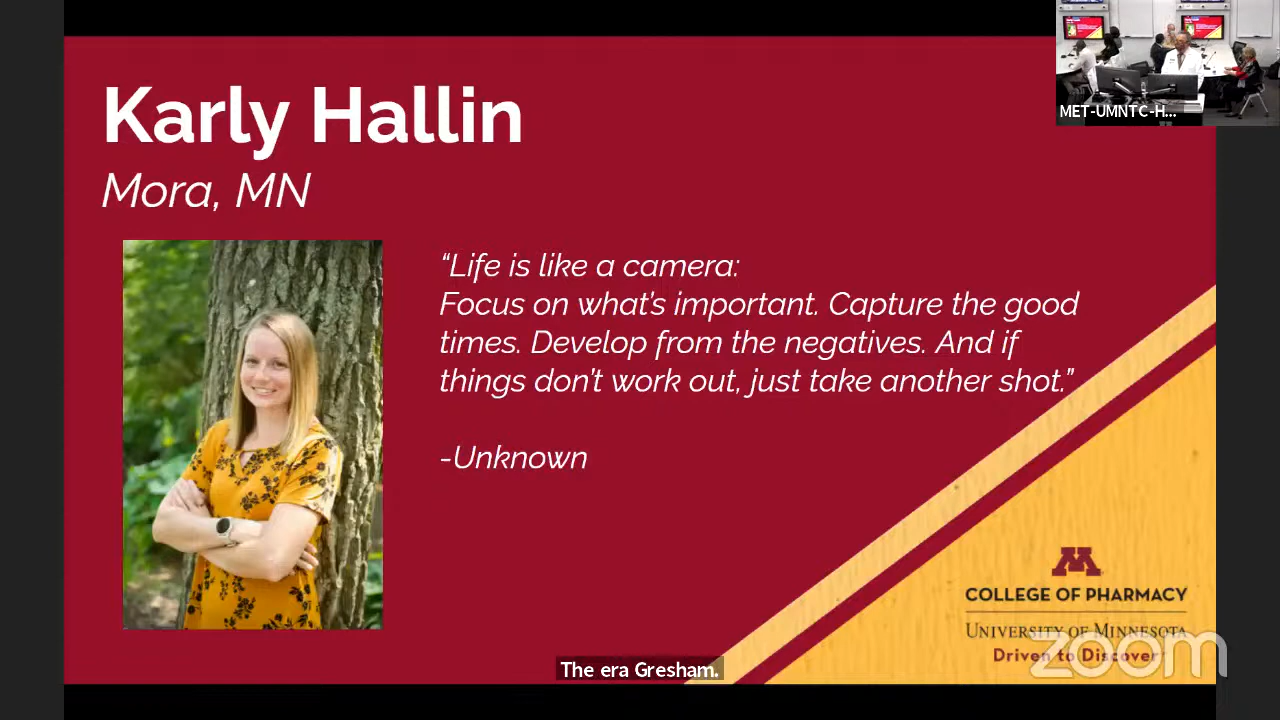 Karly Hallin
Mora, MN
“Life is like a camera:
Focus on what’s important. Capture the good
times. Develop from the negatives. And if
things don’t work out, just take another shot.”
-Unknown
MET-UMNTC-H...
COLLEGE OF PHARMACY
UNIVERSITY OF MINNESOTA
Driven to Discover
zoom
The era Gresham.